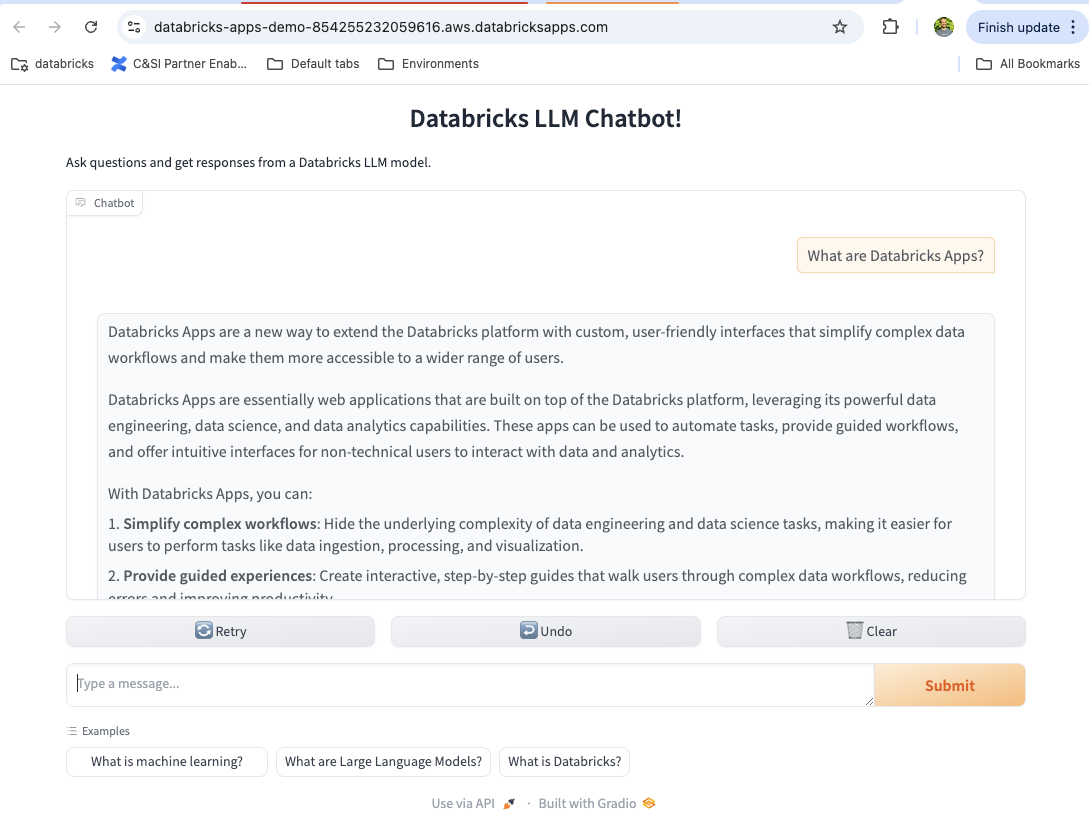 databricks-apps-demo-854255232059616.aws.databricksapps.com
Finish update
databricks
C&SI Partner Enab...
Default tabs
Environments
All Bookmarks
Databricks LLM Chatbot!
Ask questions and get responses from a Databricks LLM model.
Chatbot
What are Databricks Apps?
Databricks Apps are a new way to extend the Databricks platform with custom, user-friendly interfaces that simplify complex data
workflows and make them more accessible to a wider range of users.
Databricks Apps are essentially web applications that are built on top of the Databricks platform, leveraging its powerful data
engineering, data science, and data analytics capabilities. These apps can be used to automate tasks, provide guided workflows,
and offer intuitive interfaces for non-technical users to interact with data and analytics.
With Databricks Apps, you can:
1. Simplify complex workflows: Hide the underlying complexity of data engineering and data science tasks, making it easier for
users to perform tasks like data ingestion, processing, and visualization.
2. Provide guided experiences: Create interactive, step-by-step guides that walk users through complex data workflows, reducing
errors and improving productivity.
Retry
Undo
Clear
Type a message...
Submit
Examples
What is machine learning?
What are Large Language Models?
What is Databricks?
Use via API
·
Built with Gradio